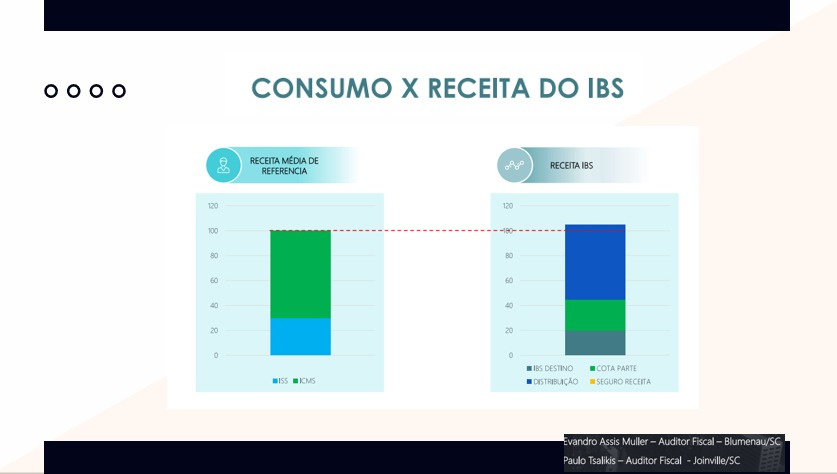 CONSUMO X RECEITA DO IBS
RECEITA MÉDIA DE
REFERENCIA
120
100
80
60
40
20
0
ISS ICMS
RECEITA IBS
120
100
80
60
40
20
0
IBS DESTINO COTA PARTE
DISTRIBUIÇÃO SEGURO RECEITA
Evandro Assis Muller – Auditor Fiscal – Blumenau/SC
Paulo Tsalikis – Auditor Fiscal - Joinville/SC